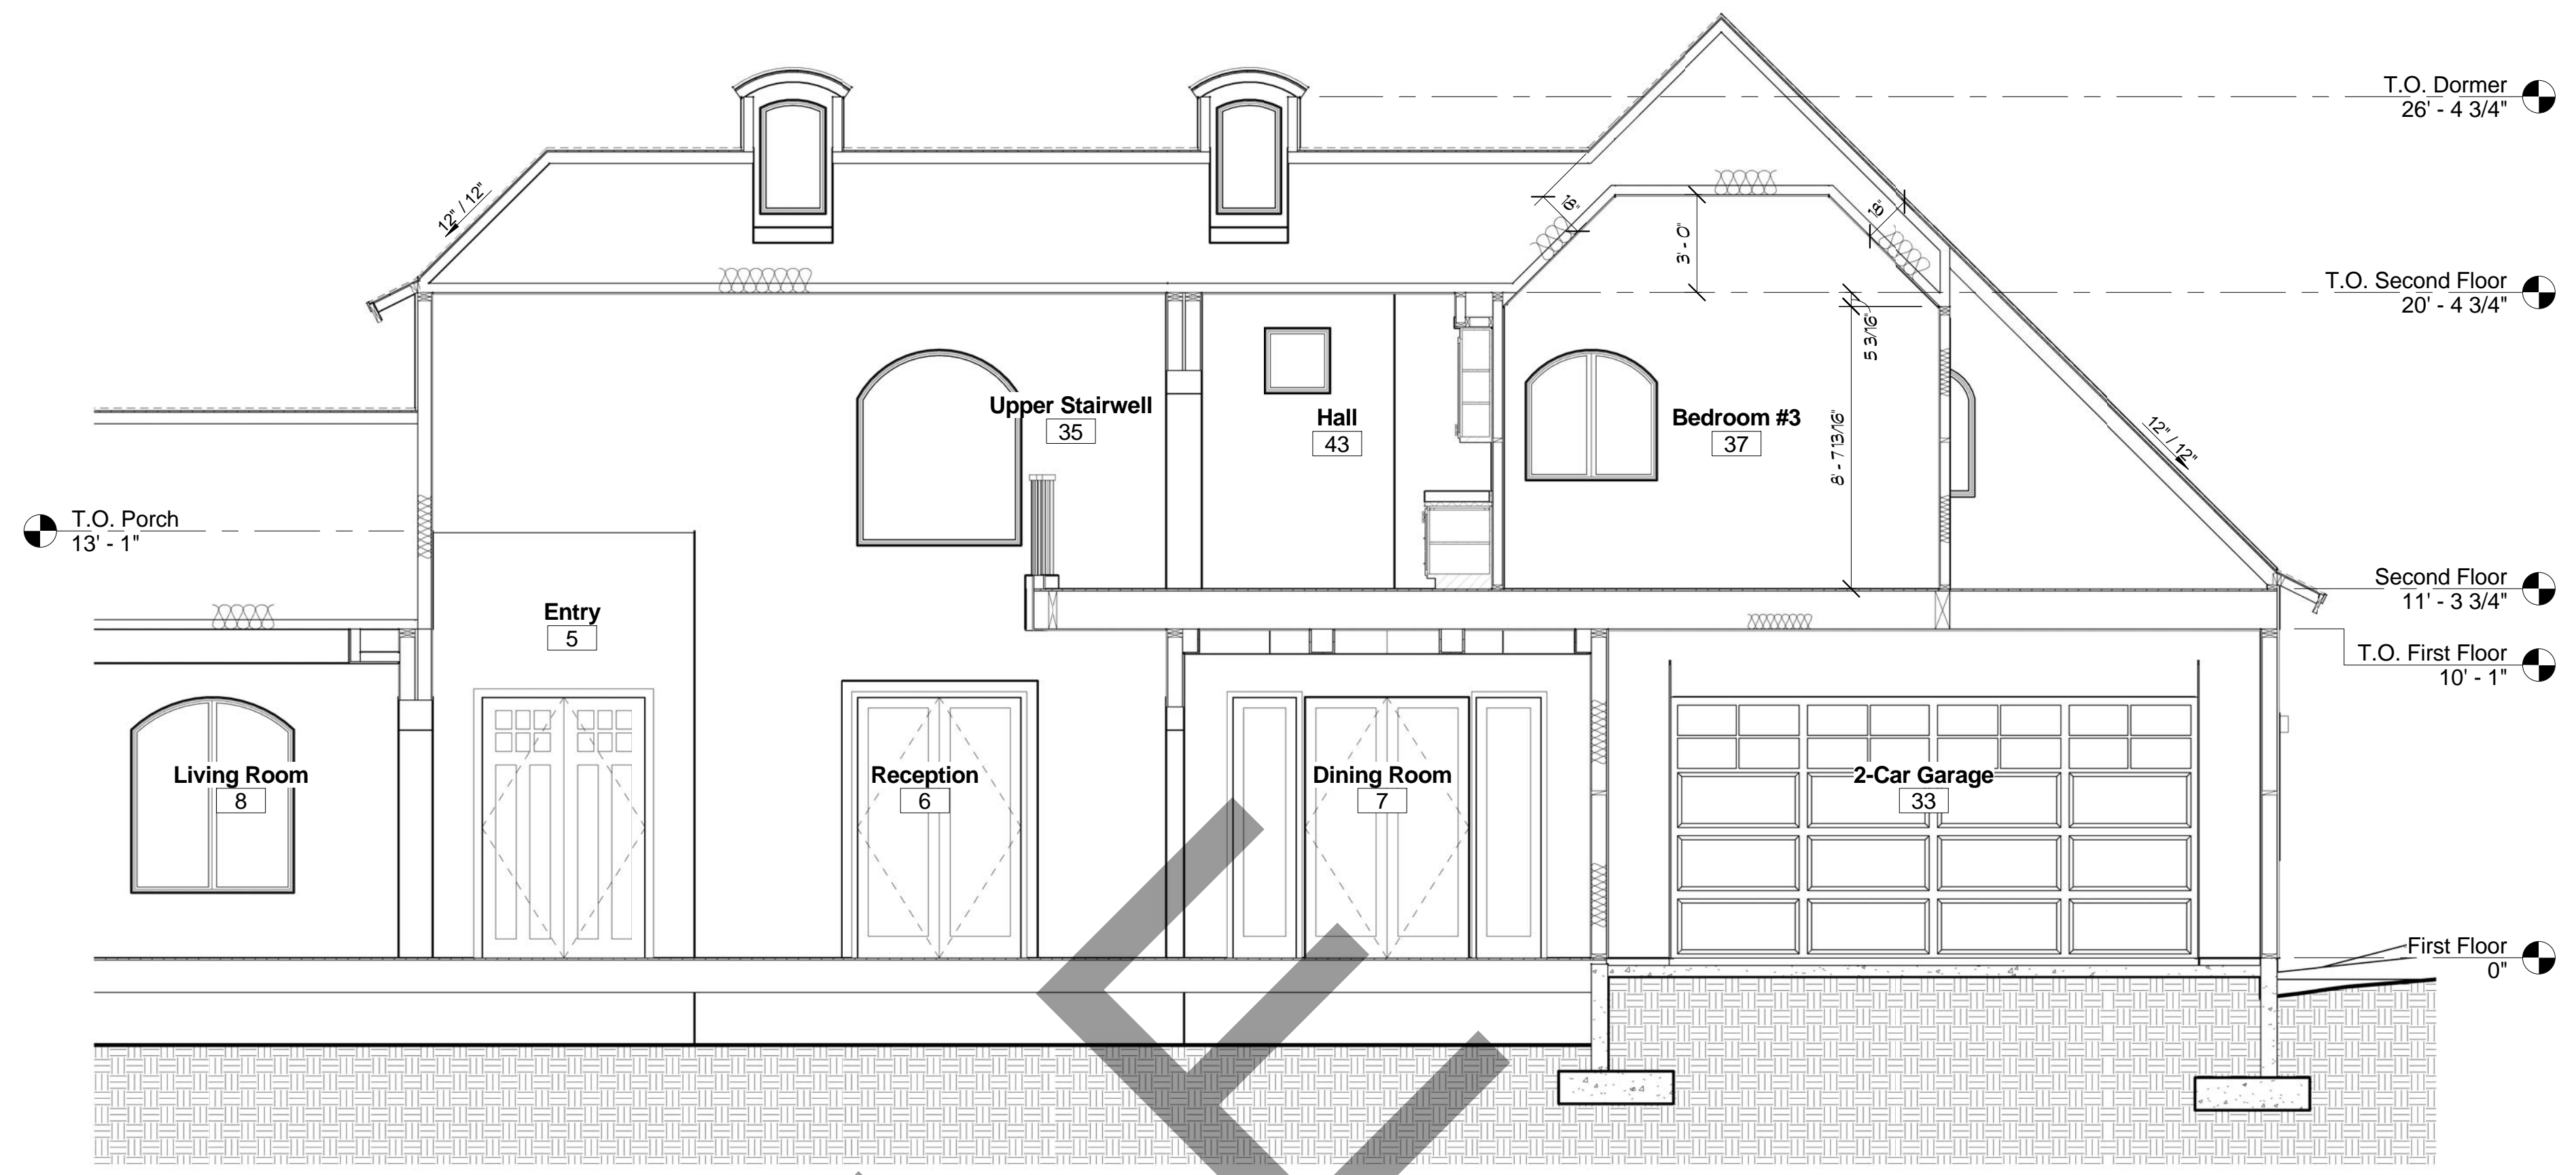 T.O. Dormer
26' - 4 3/4"
12" / 12"
18"
18"
3' - 0"
T.O. Second Floor
20' - 4 3/4"
5 3/16"
Upper Stairwell
35
Hall
43
Bedroom #3
37
8' - 7 13/16"
12" / 12"
T.O. Porch
13' - 1"
Second Floor
11' - 3 3/4"
Entry
5
T.O. First Floor
10' - 1"
Living Room
8
Reception
6
Dining Room
7
2-Car Garage
33
First Floor
0"